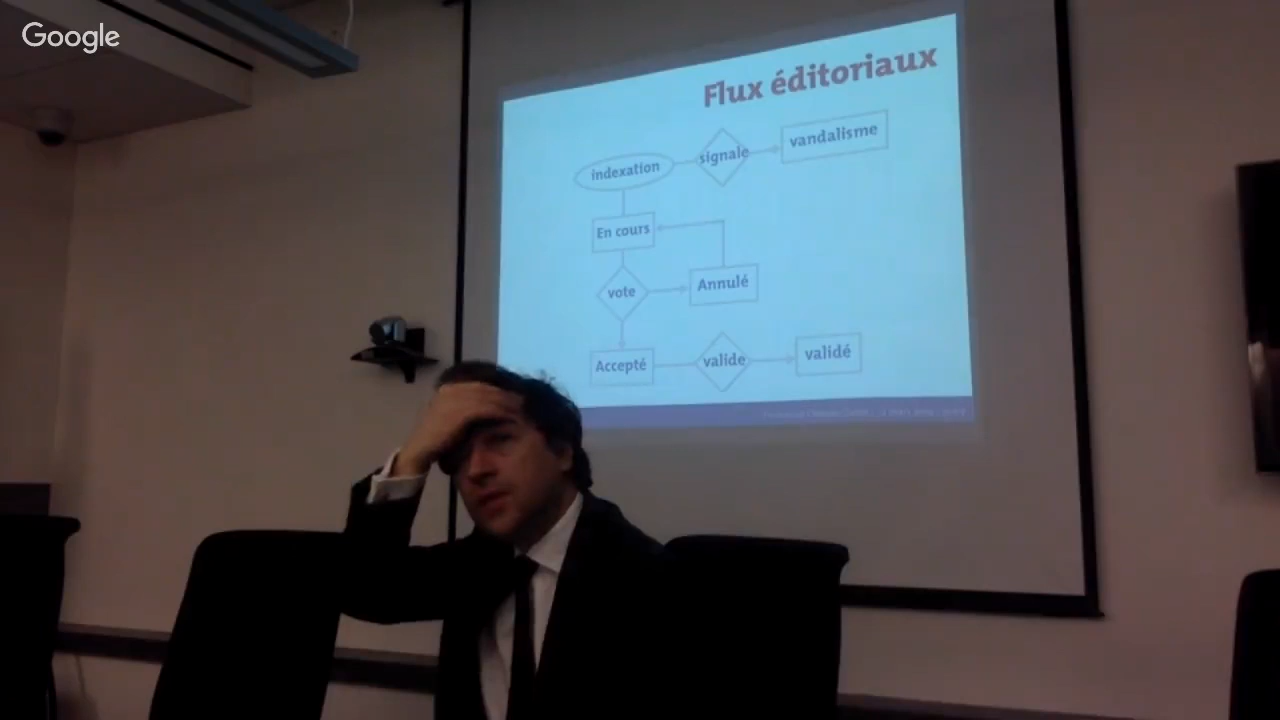 Google
Flux éditoriaux
indexation
signale
vandalisme
En cours
vote
Annulé
Accepté
valide
validé